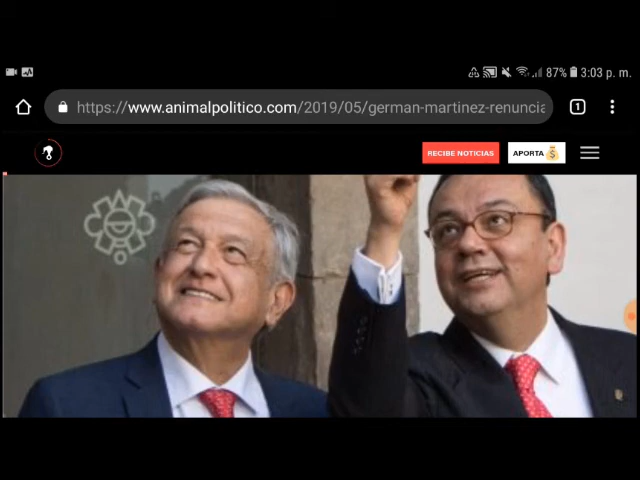 87% 3:03 p. m.
https://www.animalpolitico.com/2019/05/german-martinez-renuncia
1
RECIBE NOTICIAS APORTA